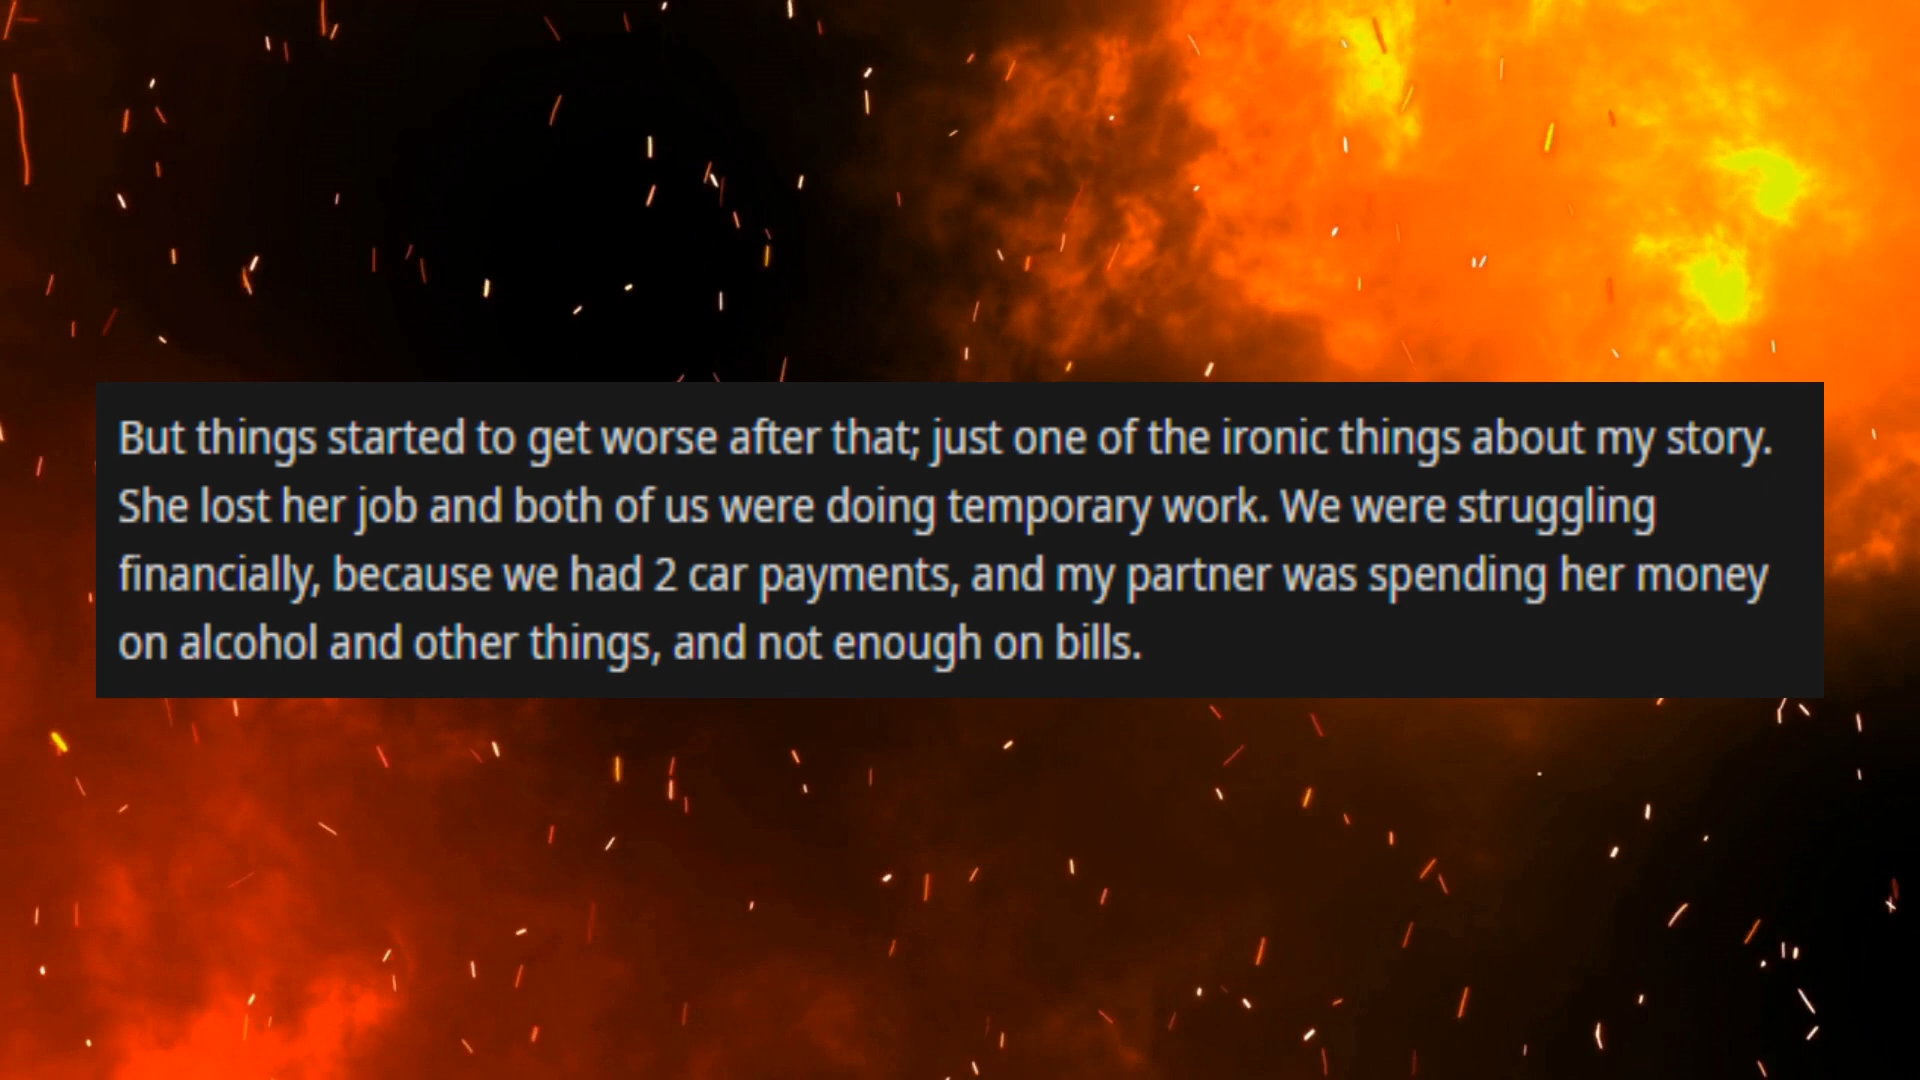 But things started to get worse after that; just one of the ironic things about my story.
She lost her job and both of us were doing temporary work. We were struggling
financially, because we had 2 car payments, and my partner was spending her money
on alcohol and other things, and not enough on bills.